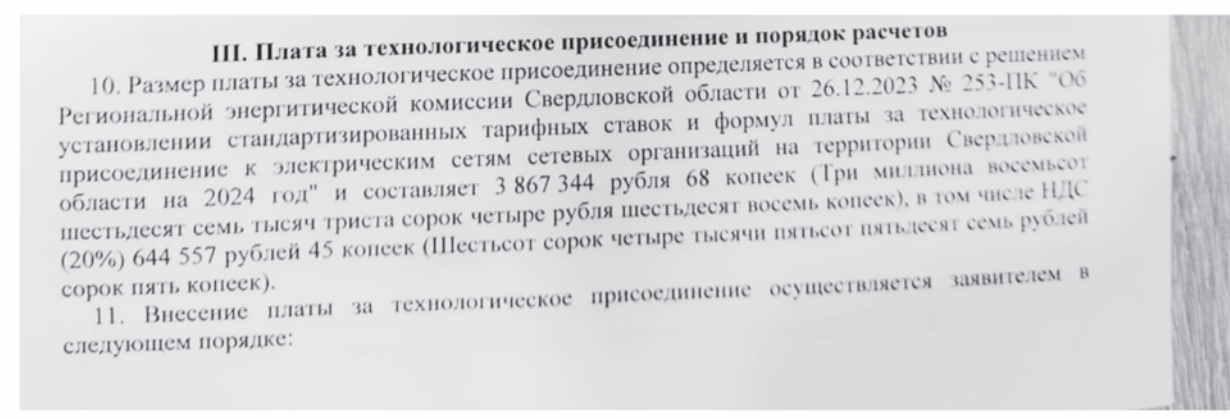 III. Плата за технологическое присоединение и порядок расчетов
10. Размер платы за технологическое присоединение определяется в соответствии с решением
Региональной энергитической комиссии Свердловской области от 26.12.2023 № 253-ПК "Об
установлении стандартизированных тарифных ставок и формул платы за технологическое
присоединение к электрическим сетям сетевых организаций на территории Свердловской
области на 2024 год" и составляет 3 867 344 рубля 68 копеек (Три миллиона восемьсот
шестьдесят семь тысяч триста сорок четыре рубля шестьдесят восемь копеек), в том числе НДС
(20%) 644 557 рублей 45 копеек (Шестьсот сорок четыре тысячи пятьсот пятьдесят семь рублей
сорок пять копеек).
11. Внесение платы за технологическое присоединение осуществляется заявителем в
следующем порядке: